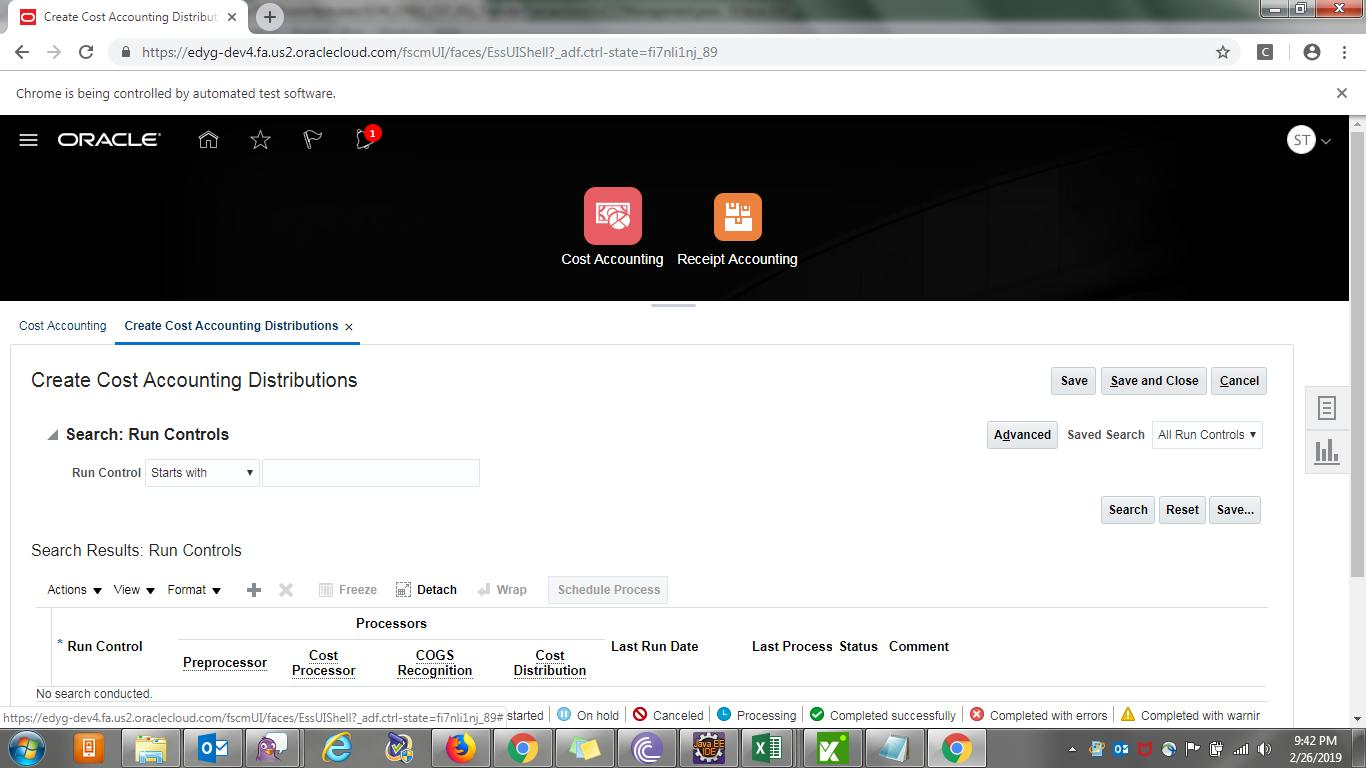 Create Cost Accounting Distribut
https://edyg-dev4.fa.us2.oraclecloud.com/fscmUI/faces/EssUIShell?_adf.ctrl-state=fi7nli1nj_89
C
Chrome is being controlled by automated test software.
ORACLE
1
ST
Cost Accounting Receipt Accounting
Cost Accounting Create Cost Accounting Distributions
Create Cost Accounting Distributions
Save Save and Close Cancel
Search: Run Controls
Advanced Saved Search All Run Controls
Run Control Starts with
Search Reset Save...
Search Results: Run Controls
Actions View Format Freeze Detach Wrap Schedule Process
Processors
* Run Control Last Run Date Last Process Status Comment
Preprocessor Cost Processor COGS Recognition Cost Distribution
No search conducted.
https://edyg-dev4.fa.us2.oraclecloud.com/fscmUI/faces/EssUIShell?_adf.ctrl-state=fi7nli1nj_89# started On hold Canceled Processing Completed successfully Completed with errors Completed with warnir
Java EE
IDE
9:42 PM
2/26/2019